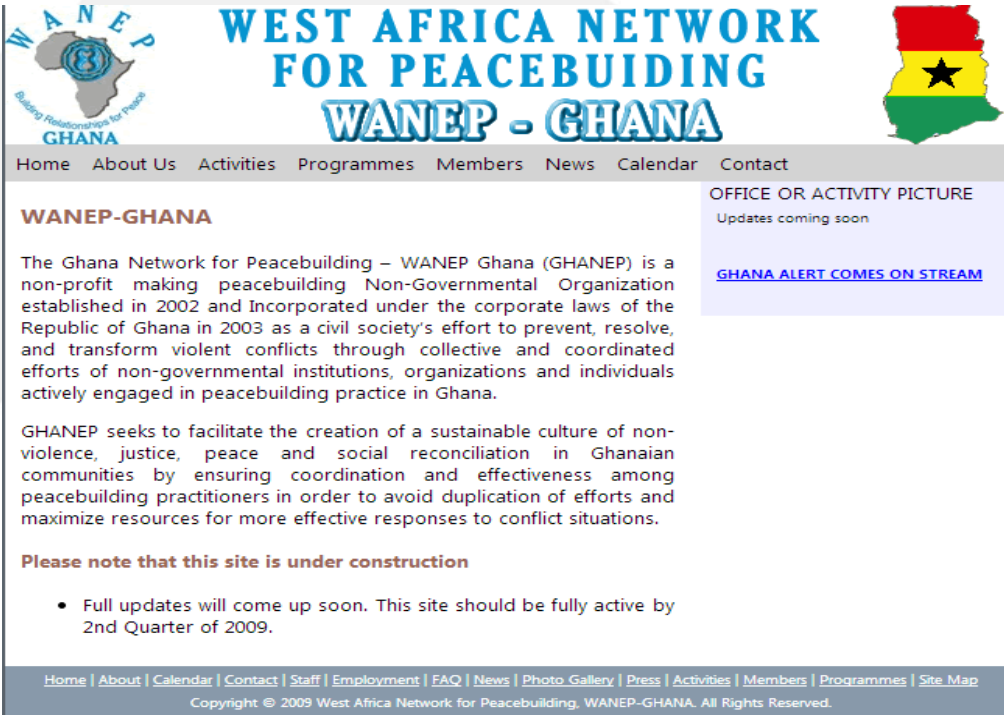 WANEP
Building Relationships for Peace
GHANA
WEST AFRICA NETWORK
FOR PEACEBUIDING
WANEP - GHANA
Home About Us Activities Programmes Members News Calendar Contact
WANEP-GHANA
The Ghana Network for Peacebuilding – WANEP Ghana (GHANEP) is a
non-profit making peacebuilding Non-Governmental Organization
established in 2002 and Incorporated under the corporate laws of the
Republic of Ghana in 2003 as a civil society's effort to prevent, resolve,
and transform violent conflicts through collective and coordinated
efforts of non-governmental institutions, organizations and individuals
actively engaged in peacebuilding practice in Ghana.
GHANEP seeks to facilitate the creation of a sustainable culture of non-
violence, justice, peace and social reconciliation in Ghanaian
communities by ensuring coordination and effectiveness among
peacebuilding practitioners in order to avoid duplication of efforts and
maximize resources for more effective responses to conflict situations.
Please note that this site is under construction
• Full updates will come up soon. This site should be fully active by
2nd Quarter of 2009.
OFFICE OR ACTIVITY PICTURE
Updates coming soon
GHANA ALERT COMES ON STREAM
Home | About | Calendar | Contact | Staff | Employment | FAQ | News | Photo Gallery | Press | Activities | Members | Programmes | Site Map
Copyright © 2009 West Africa Network for Peacebuilding, WANEP-GHANA. All Rights Reserved.